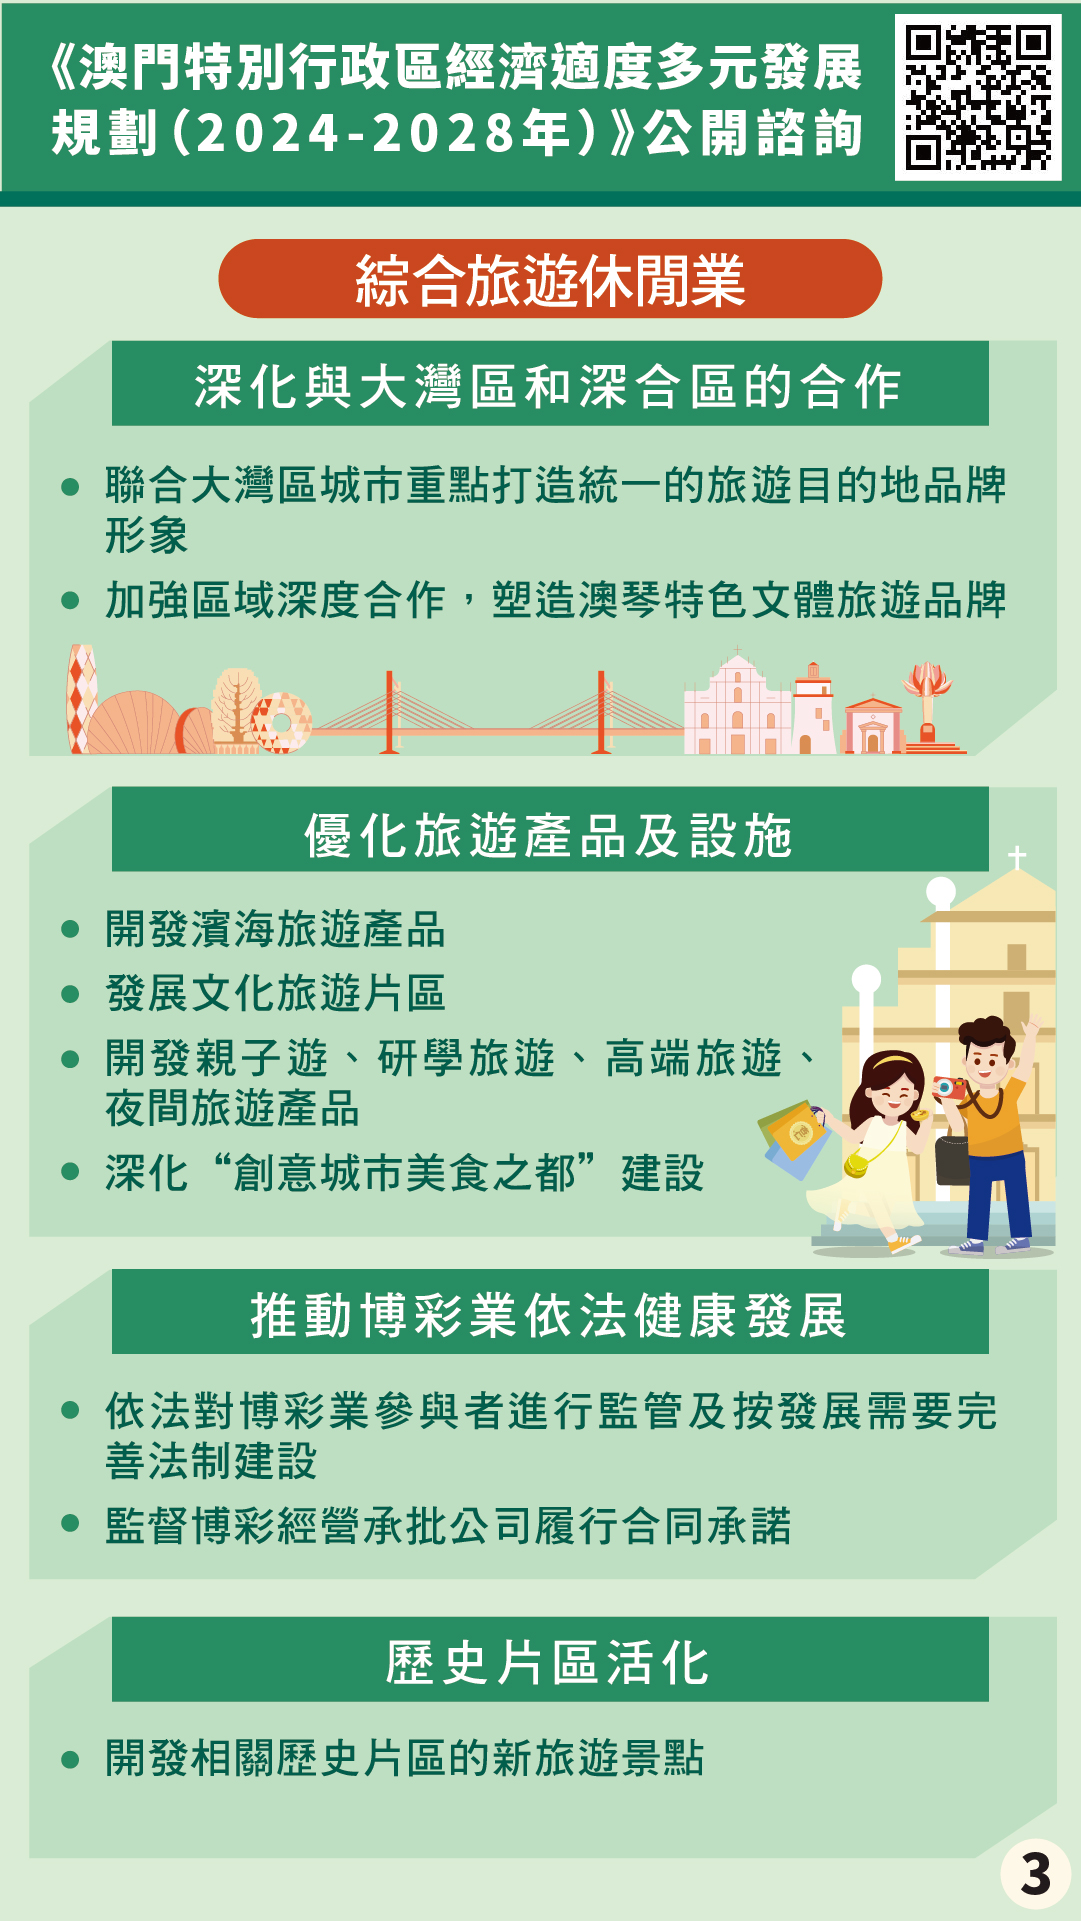 《澳門特別行政區經濟適度多元發展
規劃(2024-2028年)》公開諮詢
綜合旅遊休閒業
深化與大灣區和深合區的合作
聯合大灣區城市重點打造統一的旅遊目的地品牌
形象
加強區域深度合作，塑造澳琴特色文體旅遊品牌
優化旅遊產品及設施
開發濱海旅遊產品
發展文化旅遊片區
開發親子遊、研學旅遊、高端旅遊、
夜間旅遊產品
深化“創意城市美食之都”建設
推動博彩業依法健康發展
依法對博彩業參與者進行監管及按發展需要完
善法制建設
監督博彩經營承批公司履行合同承諾
歷史片區活化
開發相關歷史片區的新旅遊景點
3